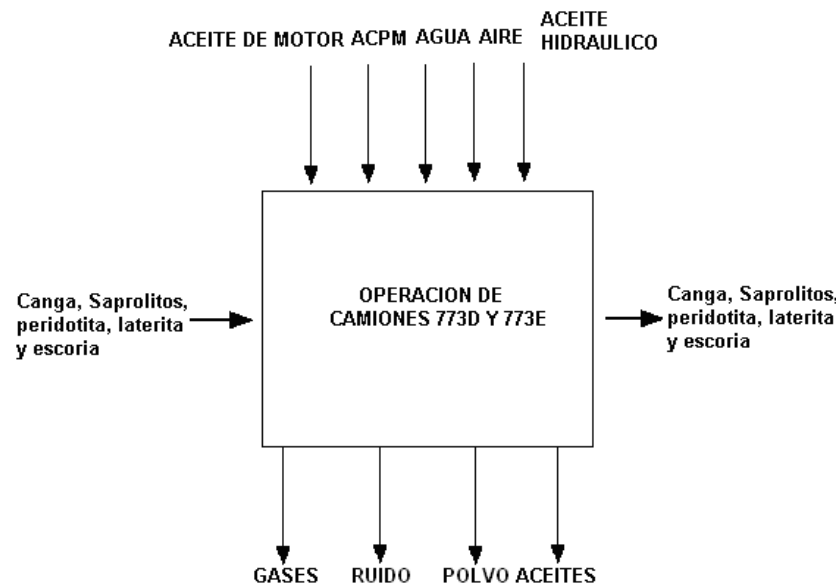 ACEITE DE MOTOR ACPM AGUA AIRE ACEITE
HIDRAULICO
Canga, Saprolitos,
peridotita, laterita
y escoria
OPERACION DE
CAMIONES 773D Y 773E
Canga, Saprolitos,
peridotita, laterita
y escoria
GASES RUIDO POLVO ACEITES